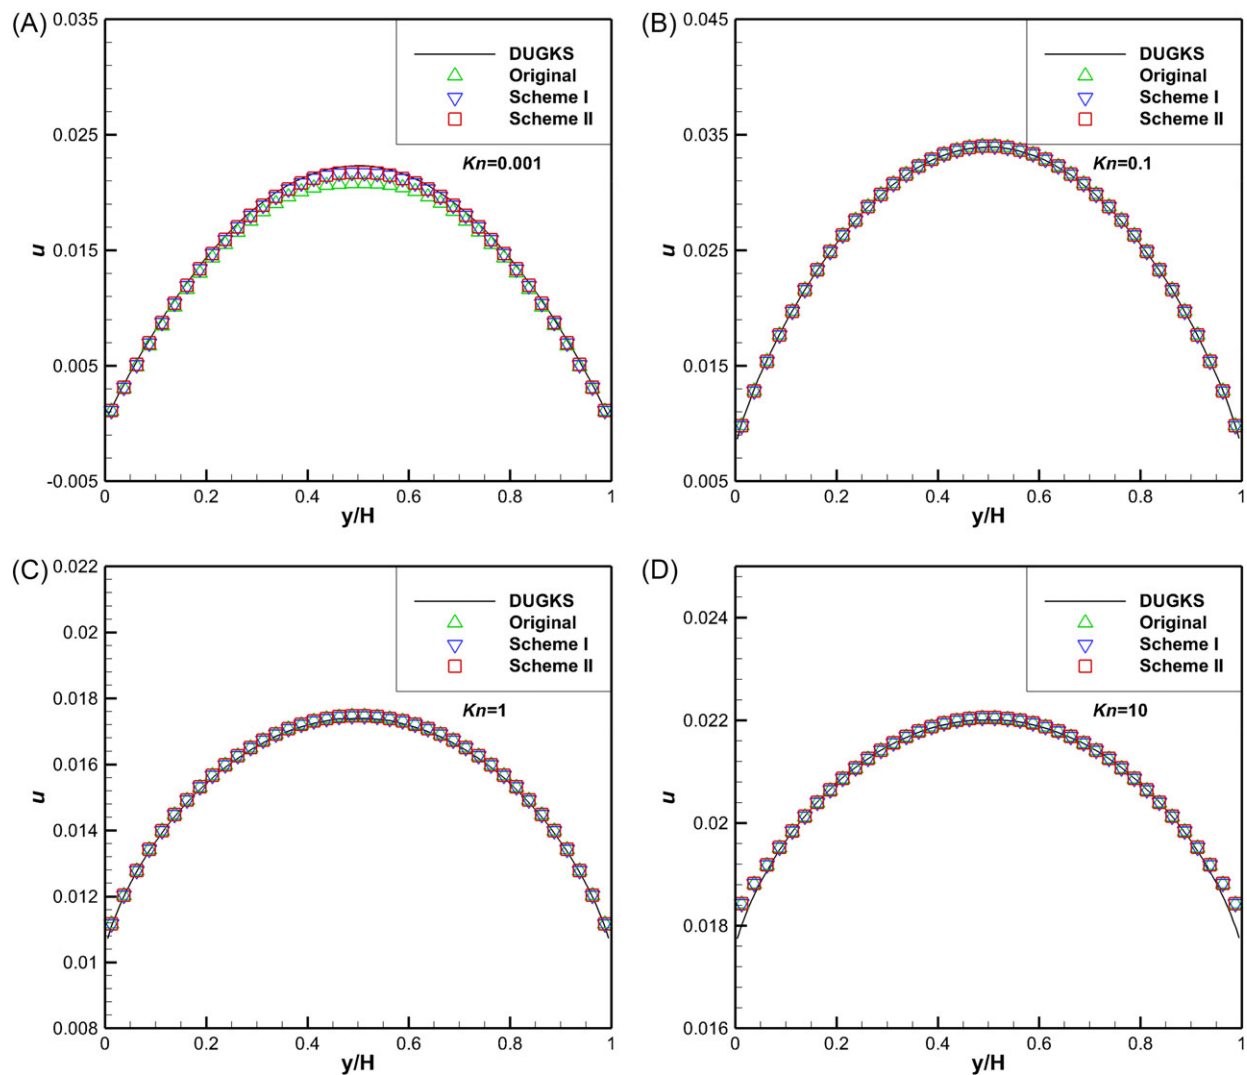 (A)
0.035
0.025
0.015
0.005
-0.005
u
DUGKS
Original
Scheme I
Scheme II
Kn=0.001
0
0.2
0.4
0.6
0.8
1
y/H
(B)
0.045
0.035
0.025
0.015
0.005
u
DUGKS
Original
Scheme I
Scheme II
Kn=0.1
0
0.2
0.4
0.6
0.8
1
y/H
(C)
0.022
0.02
0.018
0.016
0.014
0.012
0.01
0.008
u
DUGKS
Original
Scheme I
Scheme II
Kn=1
0
0.2
0.4
0.6
0.8
1
y/H
(D)
0.024
0.022
0.02
0.018
0.016
u
DUGKS
Original
Scheme I
Scheme II
Kn=10
0
0.2
0.4
0.6
0.8
1
y/H